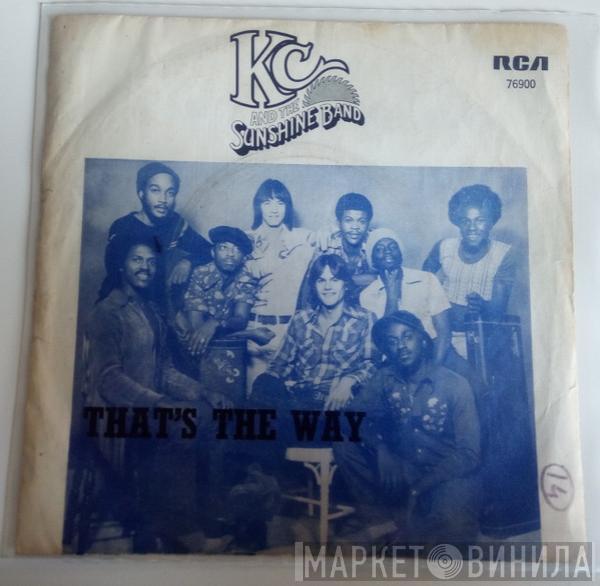 KC
AND THE
SUNSHINE BAND
RCA
76900
THAT'S THE WAY
14
МАРКЕТ ВИНИЛА